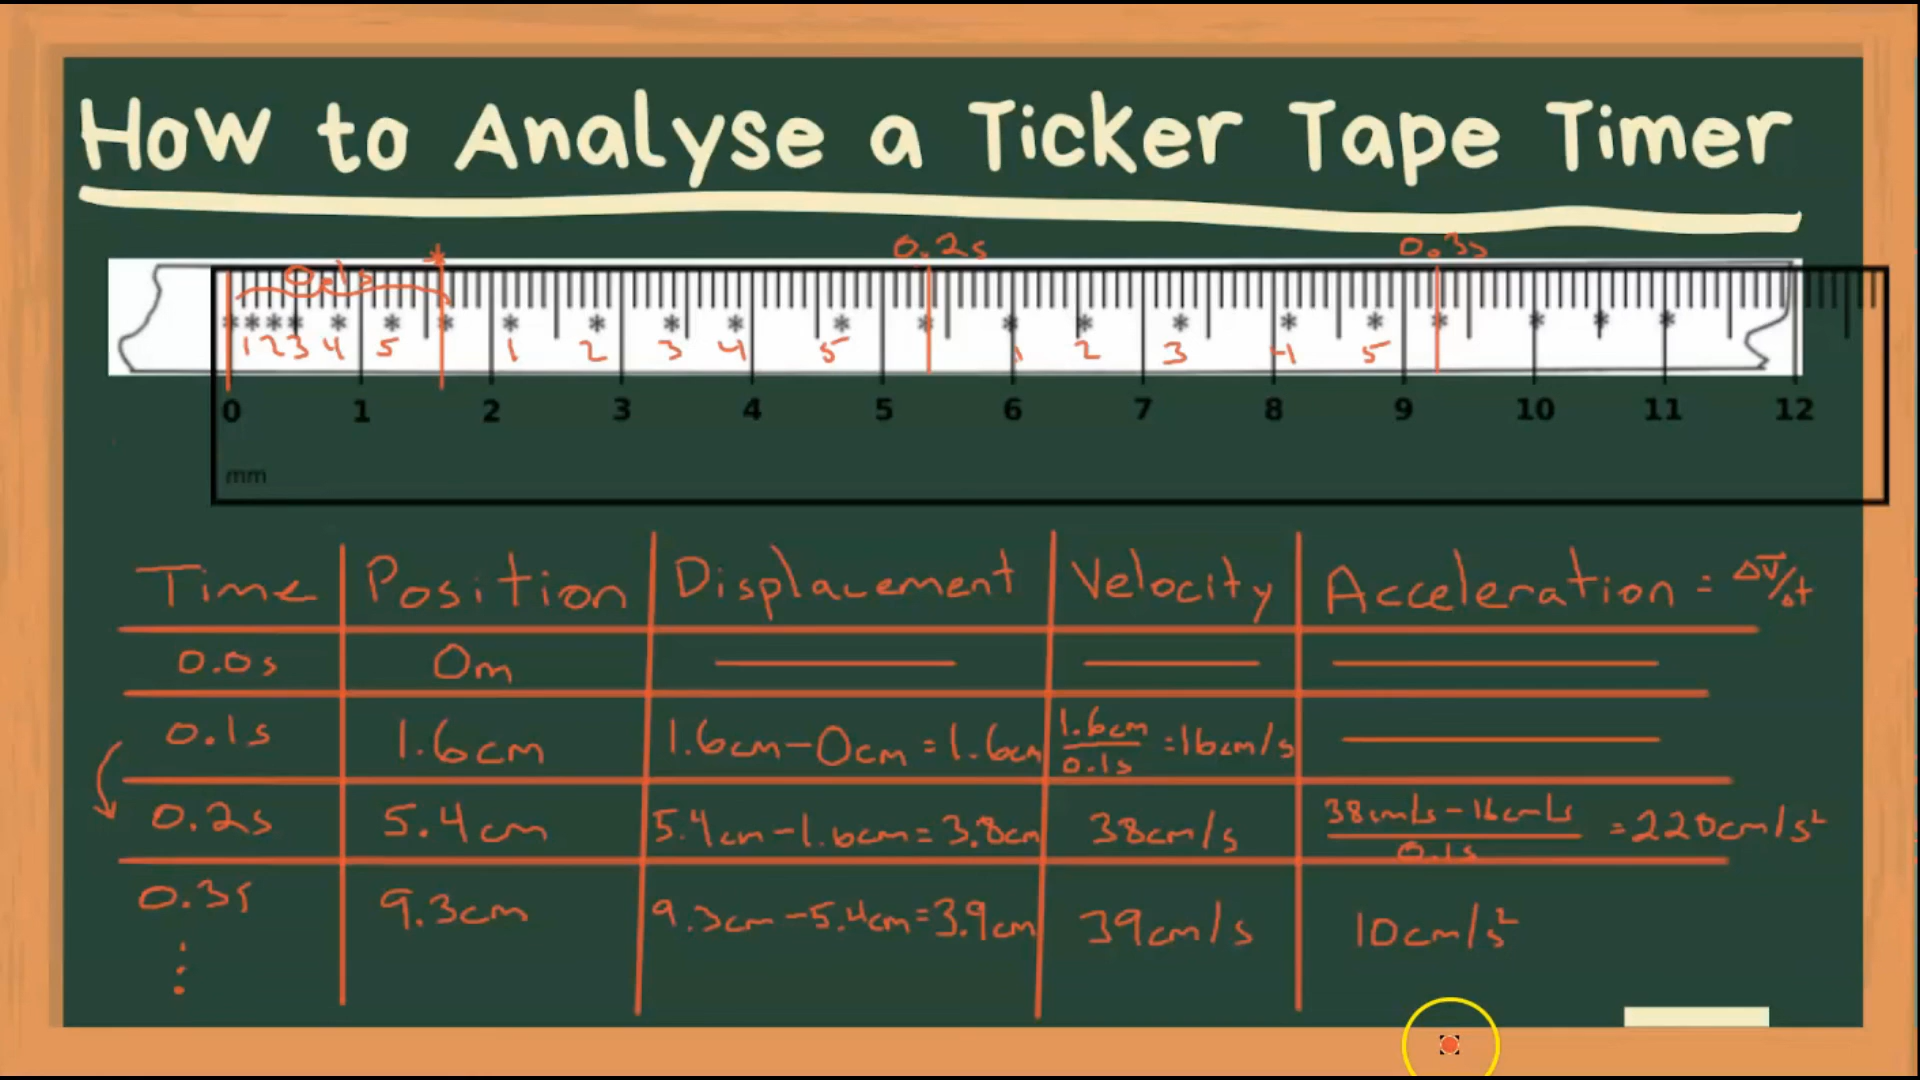 How to Analyse a Ticker Tape Timer
0.2s 0.3s
0.1s
1 2 3 4 5 1 2 3 4 5 1 2 3 4 5
0 1 2 3 4 5 6 7 8 9 10 11 12
mm
Time Position Displacement Velocity Acceleration = ΔV/Δt
0.0s 0m
0.1s 1.6cm 1.6cm-0cm=1.6cm 1.6cm/0.1s =16cm/s
0.2s 5.4cm 5.4cm-1.6cm=3.8cm 38cm/s 38cm/s-16cm/s/0.1s =220cm/s²
0.3s 9.3cm 9.3cm-5.4cm=3.9cm 39cm/s 10cm/s²